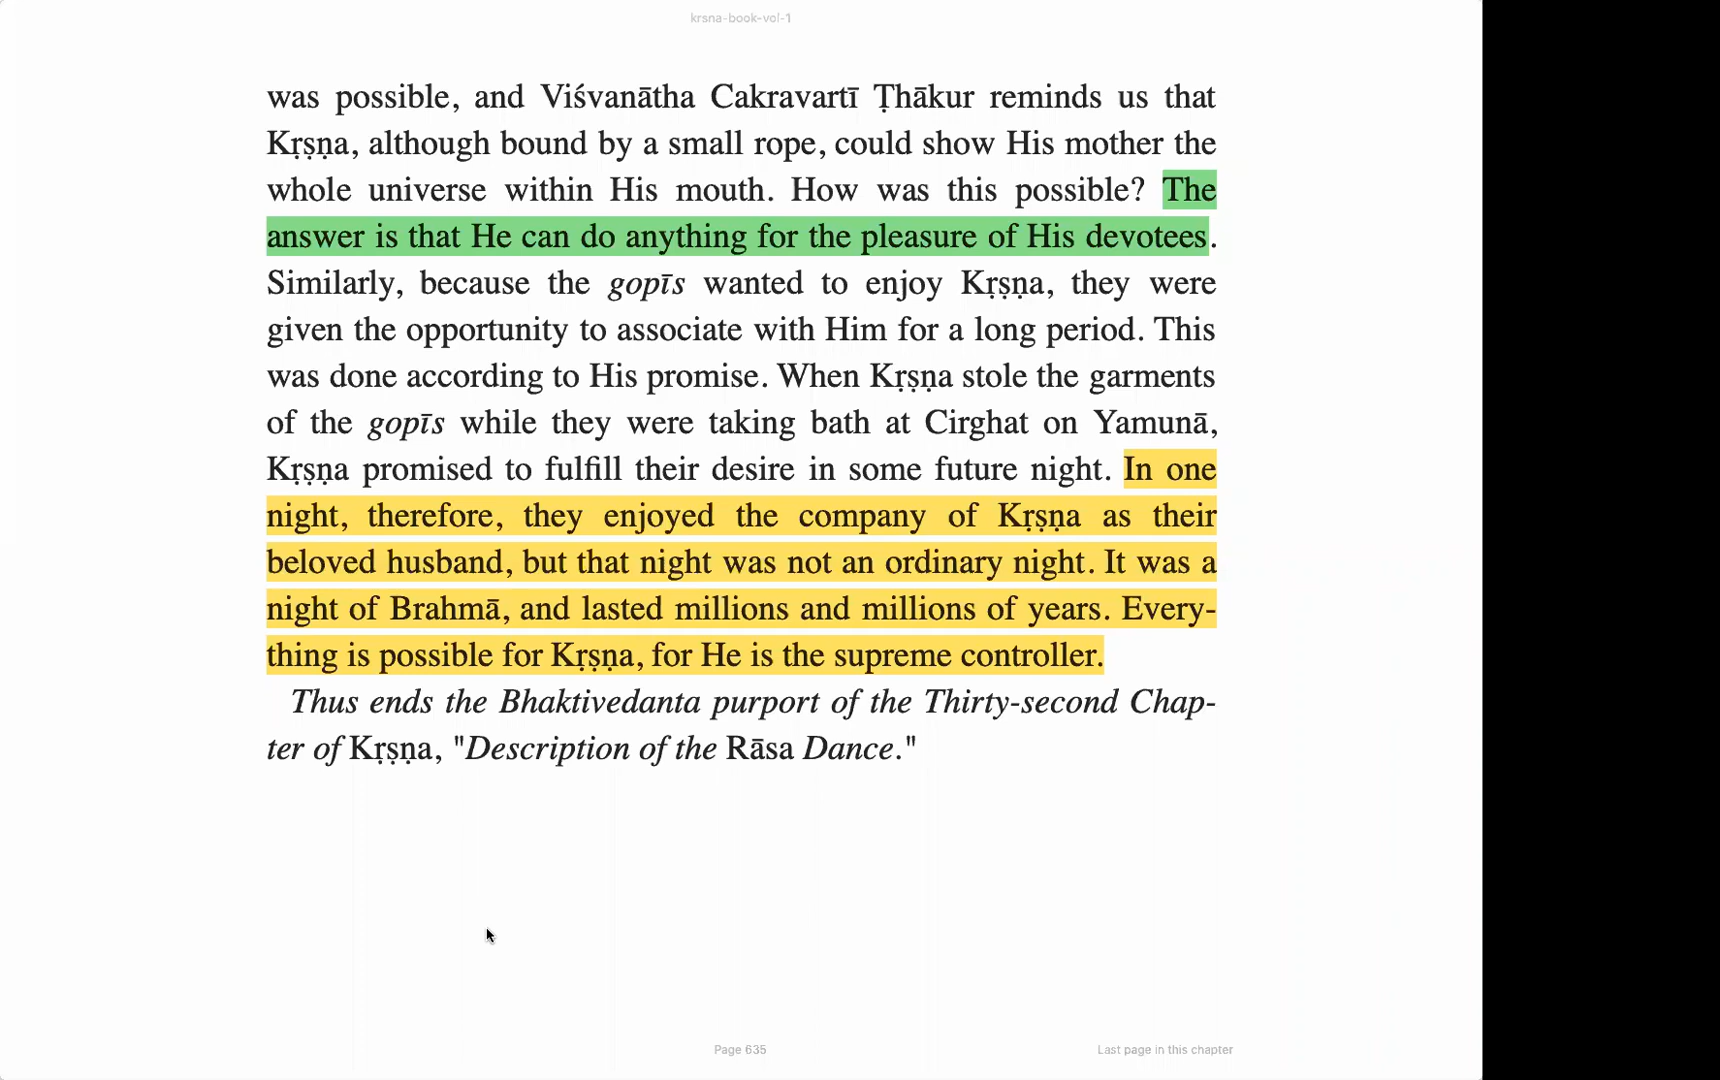 krsna-book-vol-1
was possible, and Viśvanātha Cakravartī Ṭhākur reminds us that
Kṛṣṇa, although bound by a small rope, could show His mother the
whole universe within His mouth. How was this possible? The
answer is that He can do anything for the pleasure of His devotees.
Similarly, because the gopīs wanted to enjoy Kṛṣṇa, they were
given the opportunity to associate with Him for a long period. This
was done according to His promise. When Kṛṣṇa stole the garments
of the gopīs while they were taking bath at Cirghat on Yamunā,
Kṛṣṇa promised to fulfill their desire in some future night. In one
night, therefore, they enjoyed the company of Kṛṣṇa as their
beloved husband, but that night was not an ordinary night. It was a
night of Brahmā, and lasted millions and millions of years. Every-
thing is possible for Kṛṣṇa, for He is the supreme controller.
Thus ends the Bhaktivedanta purport of the Thirty-second Chap-
ter of Kṛṣṇa, "Description of the Rāsa Dance."
Page 635
Last page in this chapter